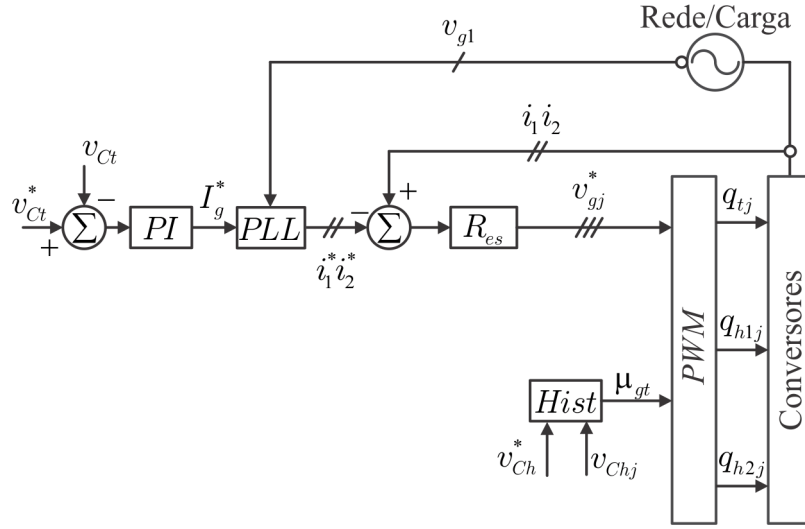 Rede/Carga
v_{g1}
i_1 i_2
v_{Ct}
v^*_{Ct}
−
+
Σ
PI
I^*_g
PLL
i^*_1 i^*_2
−
+
Σ
R_{es}
v^*_{gj}
PWM
q_{tj}
q_{h1j}
q_{h2j}
Conversores
Hist
μ_{gt}
v^*_{Ch}
v_{Chj}